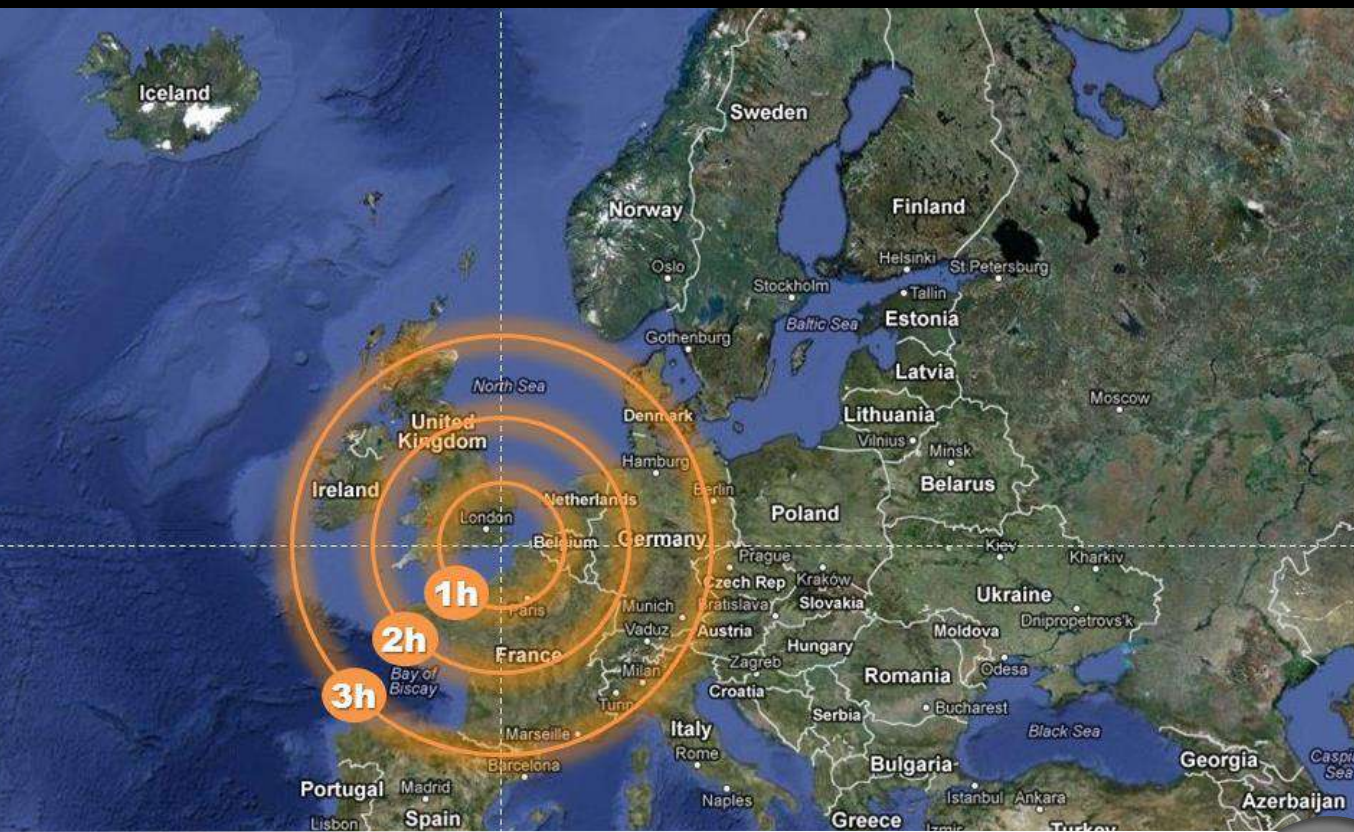 Iceland
Sweden
Norway
Finland
Oslo
Helsinki
St Petersburg
Stockholm
Tallin
Baltic Sea
Estonia
Gothenburg
Latvia
North Sea
Moscow
Denmark
Lithuania
United
Kingdom
Vilnius
Minsk
Hamburg
Belarus
Ireland
Netherlands
Berlin
Poland
London
Belgium
Germany
Kiev
Prague
Kharkiv
Czech Rep
Kraków
1h
Ukraine
Paris
Munich
Bratislava
Slovakia
Dnipropetrovs'k
2h
Vaduz
Austria
Moldova
Hungary
France
Zagreb
Odesa
Bay of
Biscay
Milan
Romania
3h
Croatia
Turin
Bucharest
Serbia
Marseille
Italy
Black Sea
Rome
Georgia
Barcelona
Bulgaria
Sea
Portugal
Madrid
Istanbul
Ankara
Naples
Azerbaijan
Lisbon
Spain
Greece